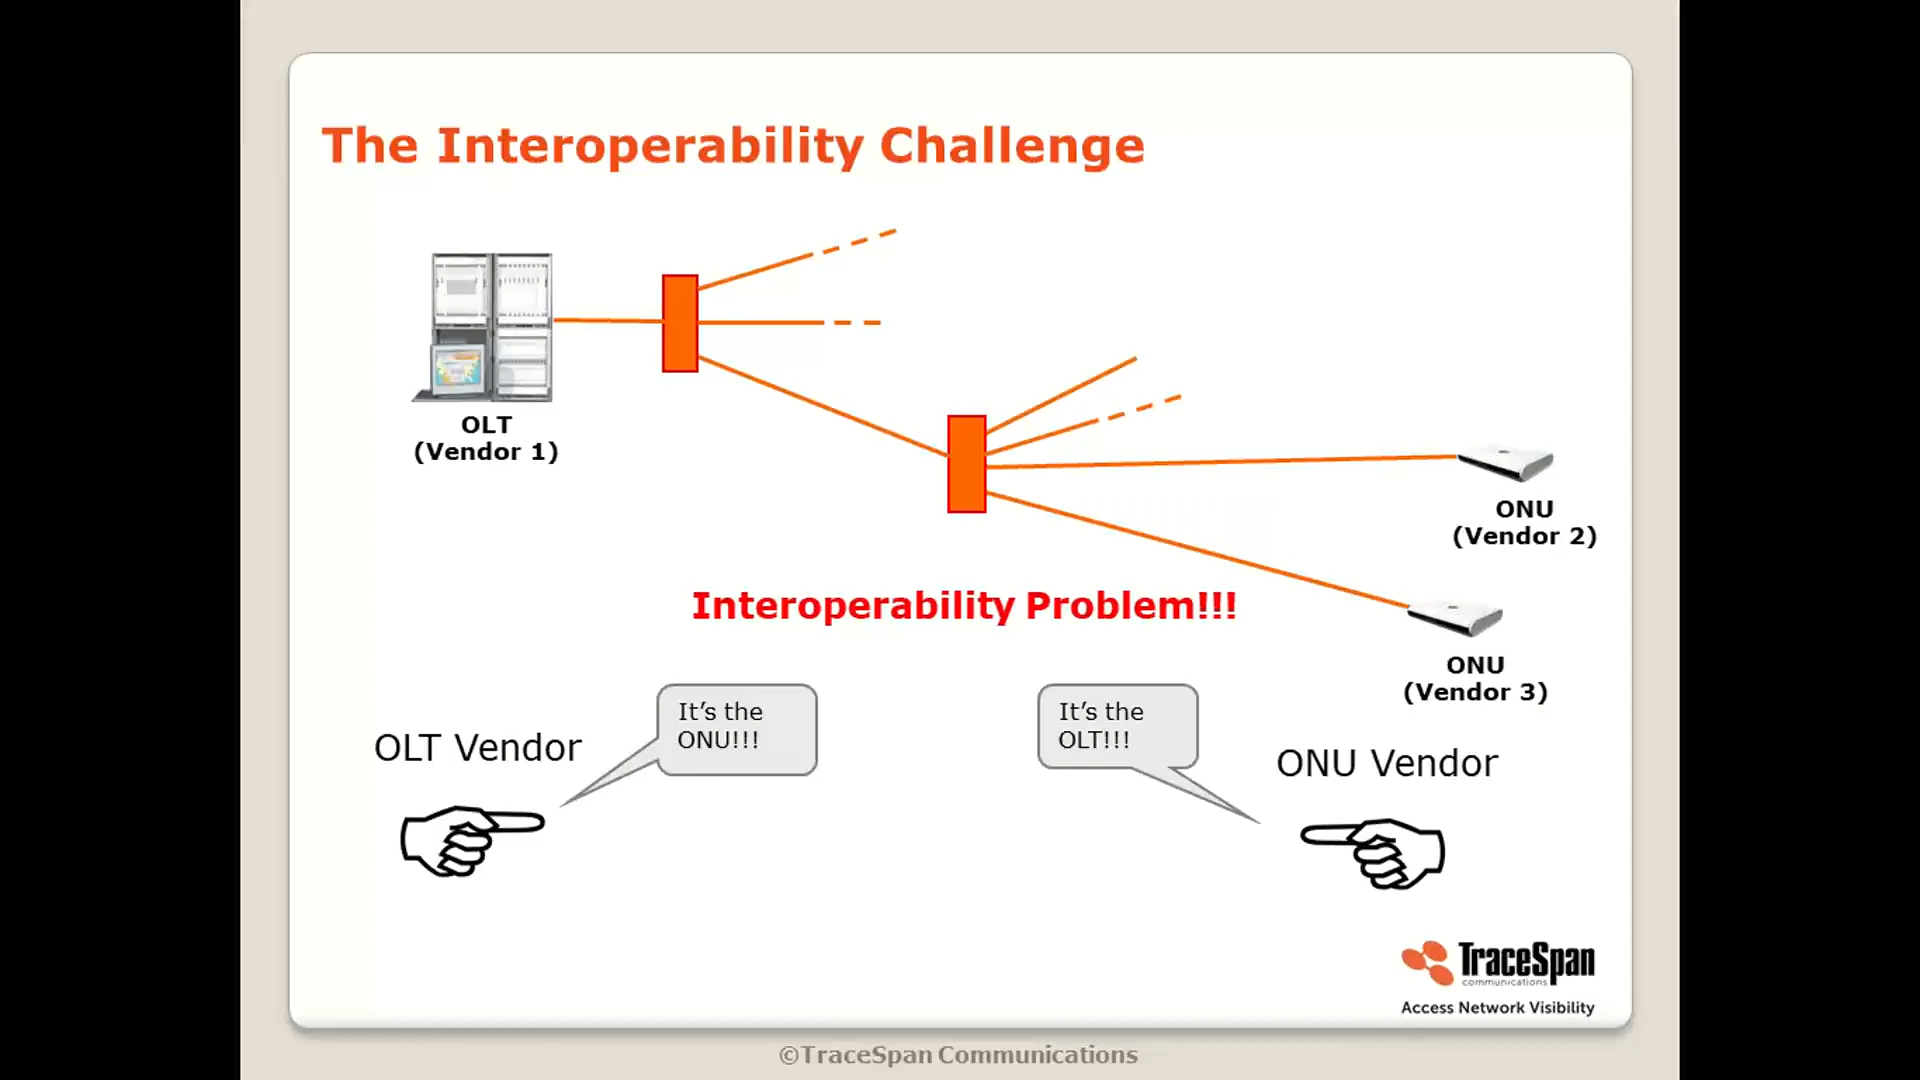 The Interoperability Challenge
OLT
(Vendor 1)
ONU
(Vendor 2)
Interoperability Problem!!!
ONU
(Vendor 3)
It’s the
ONU!!!
It’s the
OLT!!!
OLT Vendor
ONU Vendor
TraceSpan
communications
Access Network Visibility
©TraceSpan Communications